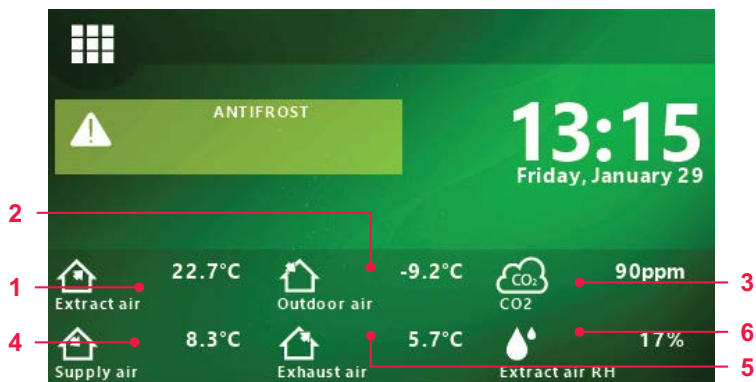 ANTIFROST
13:15
Friday, January 29
2
22.7°C -9.2°C CO₂ 90ppm
1 3
Extract air Outdoor air CO2
8.3°C 5.7°C 17% 6
4
Supply air Exhaust air Extract air RH 5